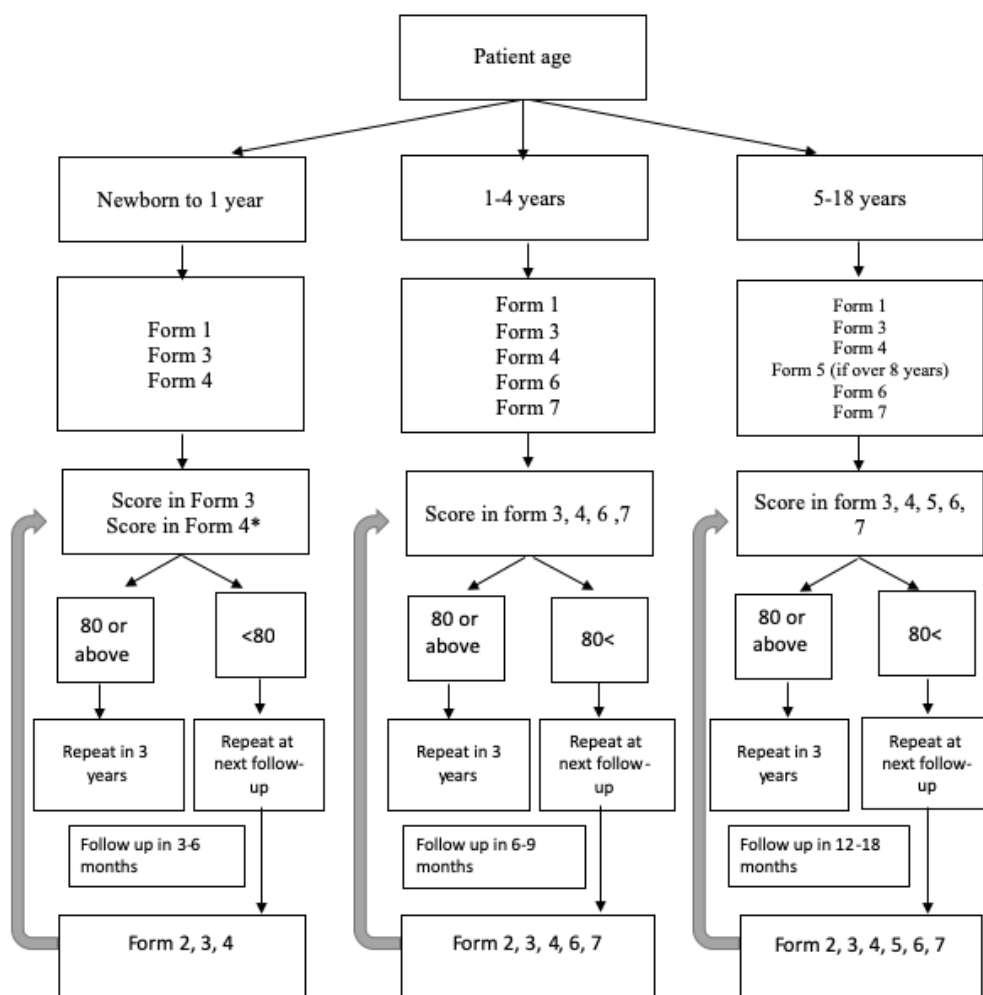 Patient age
Newborn to 1 year
1-4 years
5-18 years
Form 1
Form 3
Form 4
Form 1
Form 3
Form 4
Form 6
Form 7
Form 1
Form 3
Form 4
Form 5 (if over 8 years)
Form 6
Form 7
Score in Form 3
Score in Form 4*
Score in form 3, 4, 6 ,7
Score in form 3, 4, 5, 6,
7
80 or
above
<80
80 or
above
80<
80 or
above
80<
Repeat in 3
years
Repeat at
next follow-
up
Repeat in 3
years
Repeat at
next follow-
up
Repeat in 3
years
Repeat at
next follow-
up
Follow up in 3-6
months
Follow up in 6-9
months
Follow up in 12-18
months
Form 2, 3, 4
Form 2, 3, 4, 6, 7
Form 2, 3, 4, 5, 6, 7